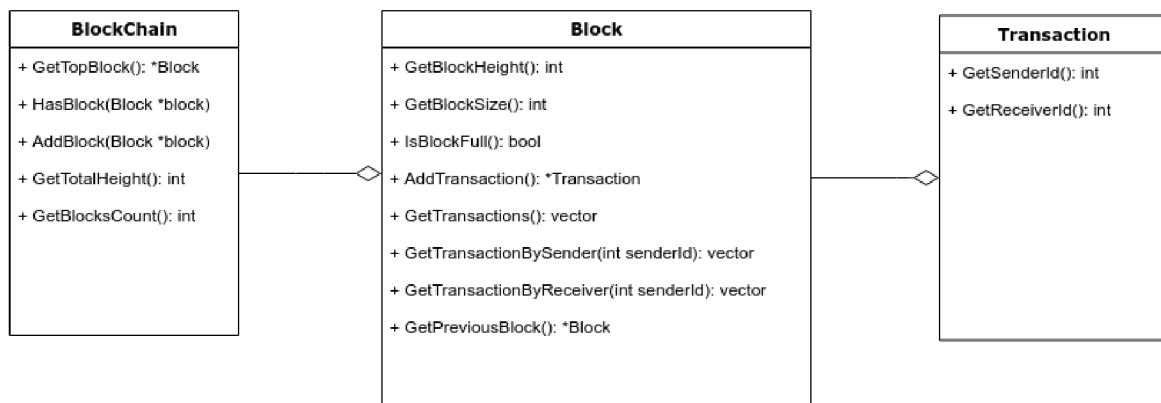 BlockChain
+ GetTopBlock(): *Block
+ HasBlock(Block *block)
+ AddBlock(Block *block)
+ GetTotalHeight(): int
+ GetBlocksCount(): int
Block
+ GetBlockHeight(): int
+ GetBlockSize(): int
+ IsBlockFull(): bool
+ AddTransaction(): *Transaction
+ GetTransactions(): vector
+ GetTransactionBySender(int senderId): vector
+ GetTransactionByReceiver(int senderId): vector
+ GetPreviousBlock(): *Block
Transaction
+ GetSenderId(): int
+ GetReceiverId(): int